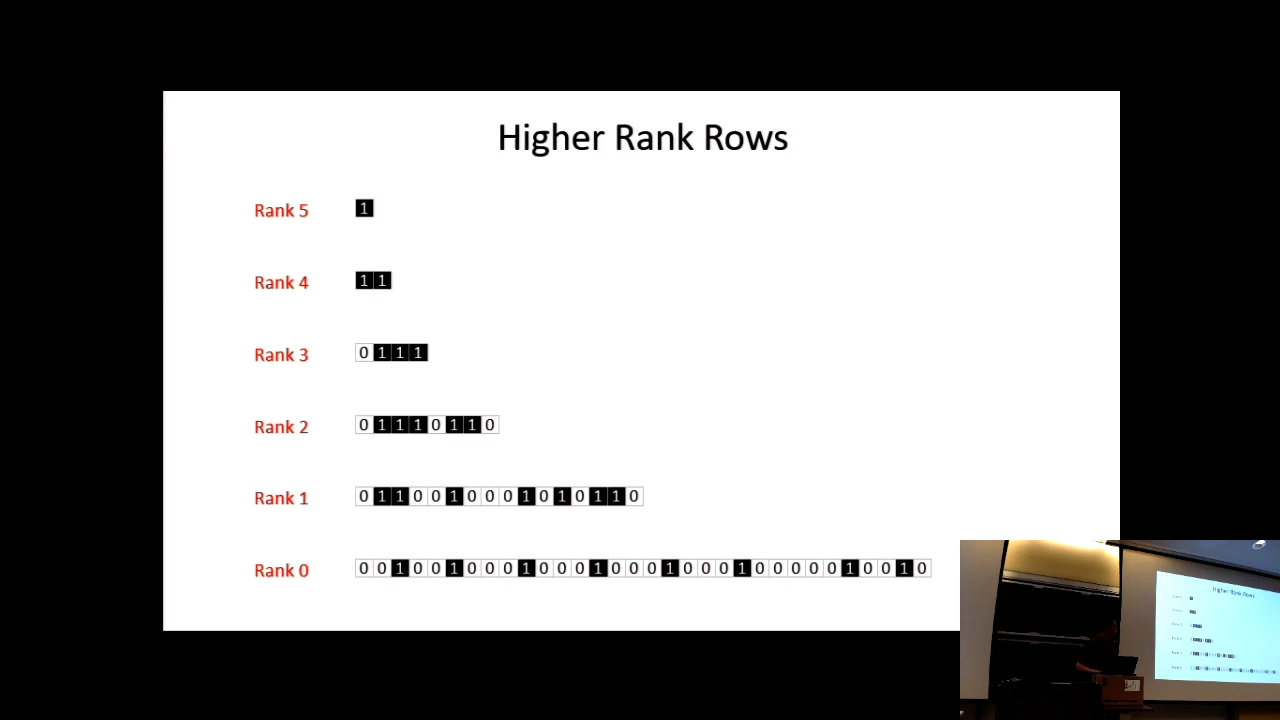 Higher Rank Rows
Rank 5 1
Rank 4 1 1
Rank 3 0 1 1 1
Rank 2 0 1 1 1 0 1 1 0
Rank 1 0 1 1 0 0 1 0 0 0 1 0 1 0 1 1 0
Rank 0 0 0 1 0 0 1 0 0 0 1 0 0 0 1 0 0 0 1 0 0 0 1 0 0 0 0 0 1 0 0 1 0
Higher Rank Rows